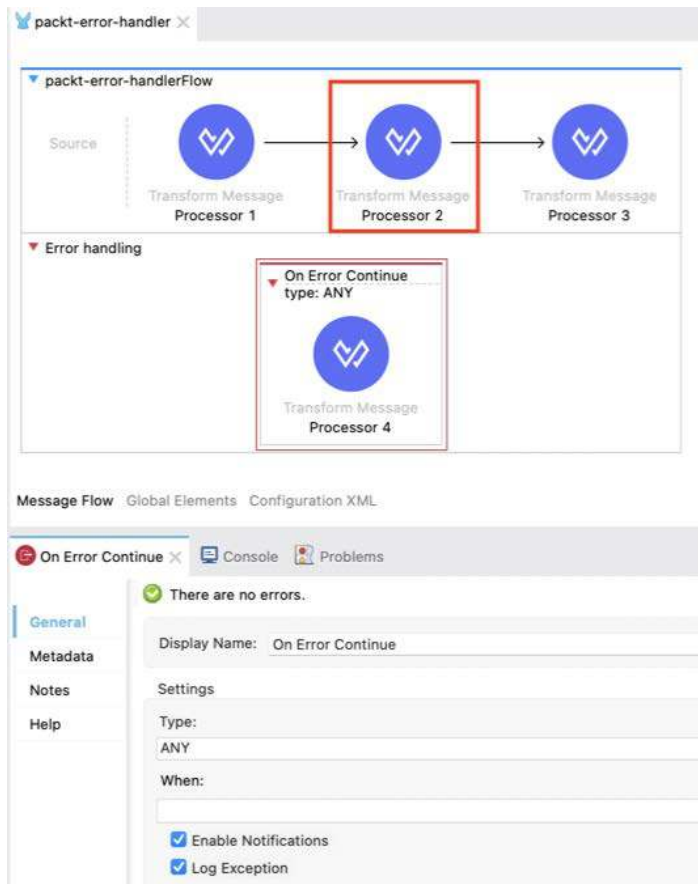 packt-error-handler
packt-error-handlerFlow
Source
Transform Message
Processor 1
Transform Message
Processor 2
Transform Message
Processor 3
Error handling
On Error Continue
type: ANY
Transform Message
Processor 4
Message Flow Global Elements Configuration XML
On Error Continue Console Problems
There are no errors.
General
Metadata
Notes
Help
Display Name: On Error Continue
Settings
Type:
ANY
When:
Enable Notifications
Log Exception